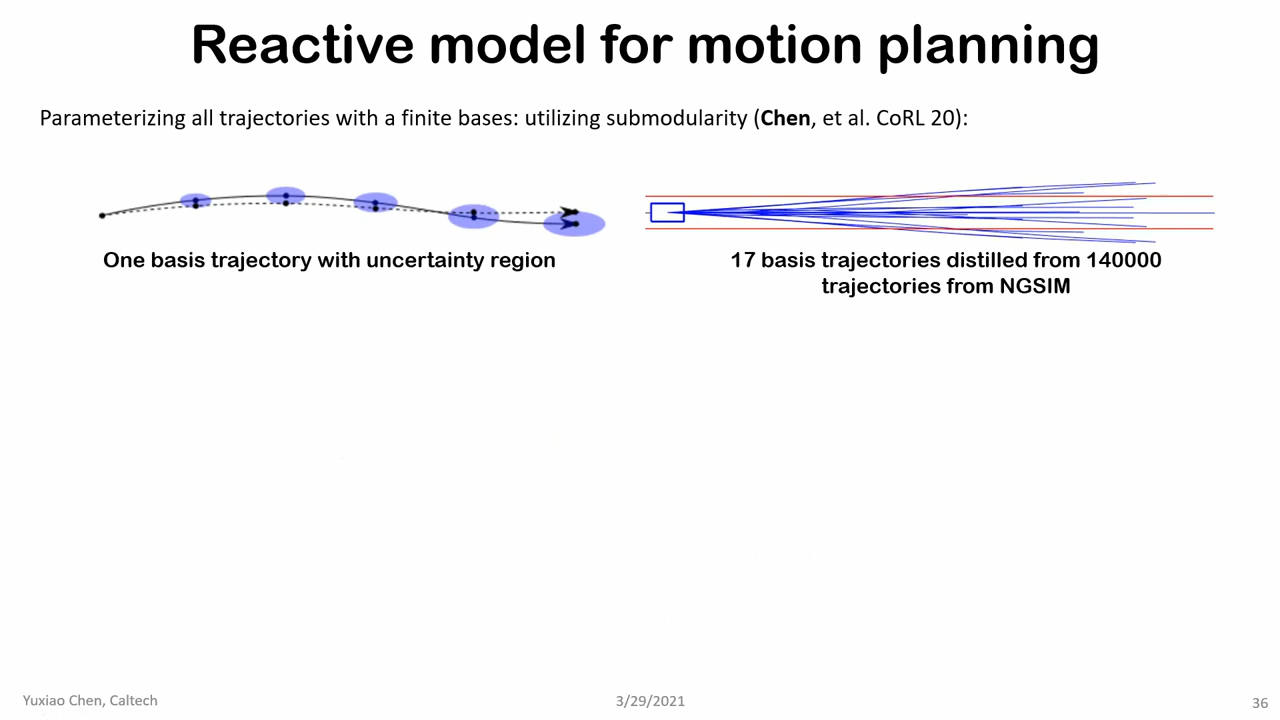 Reactive model for motion planning
Parameterizing all trajectories with a finite bases: utilizing submodularity (Chen, et al. CoRL 20):
One basis trajectory with uncertainty region
17 basis trajectories distilled from 140000
trajectories from NGSIM
Yuxiao Chen, Caltech
3/29/2021
36